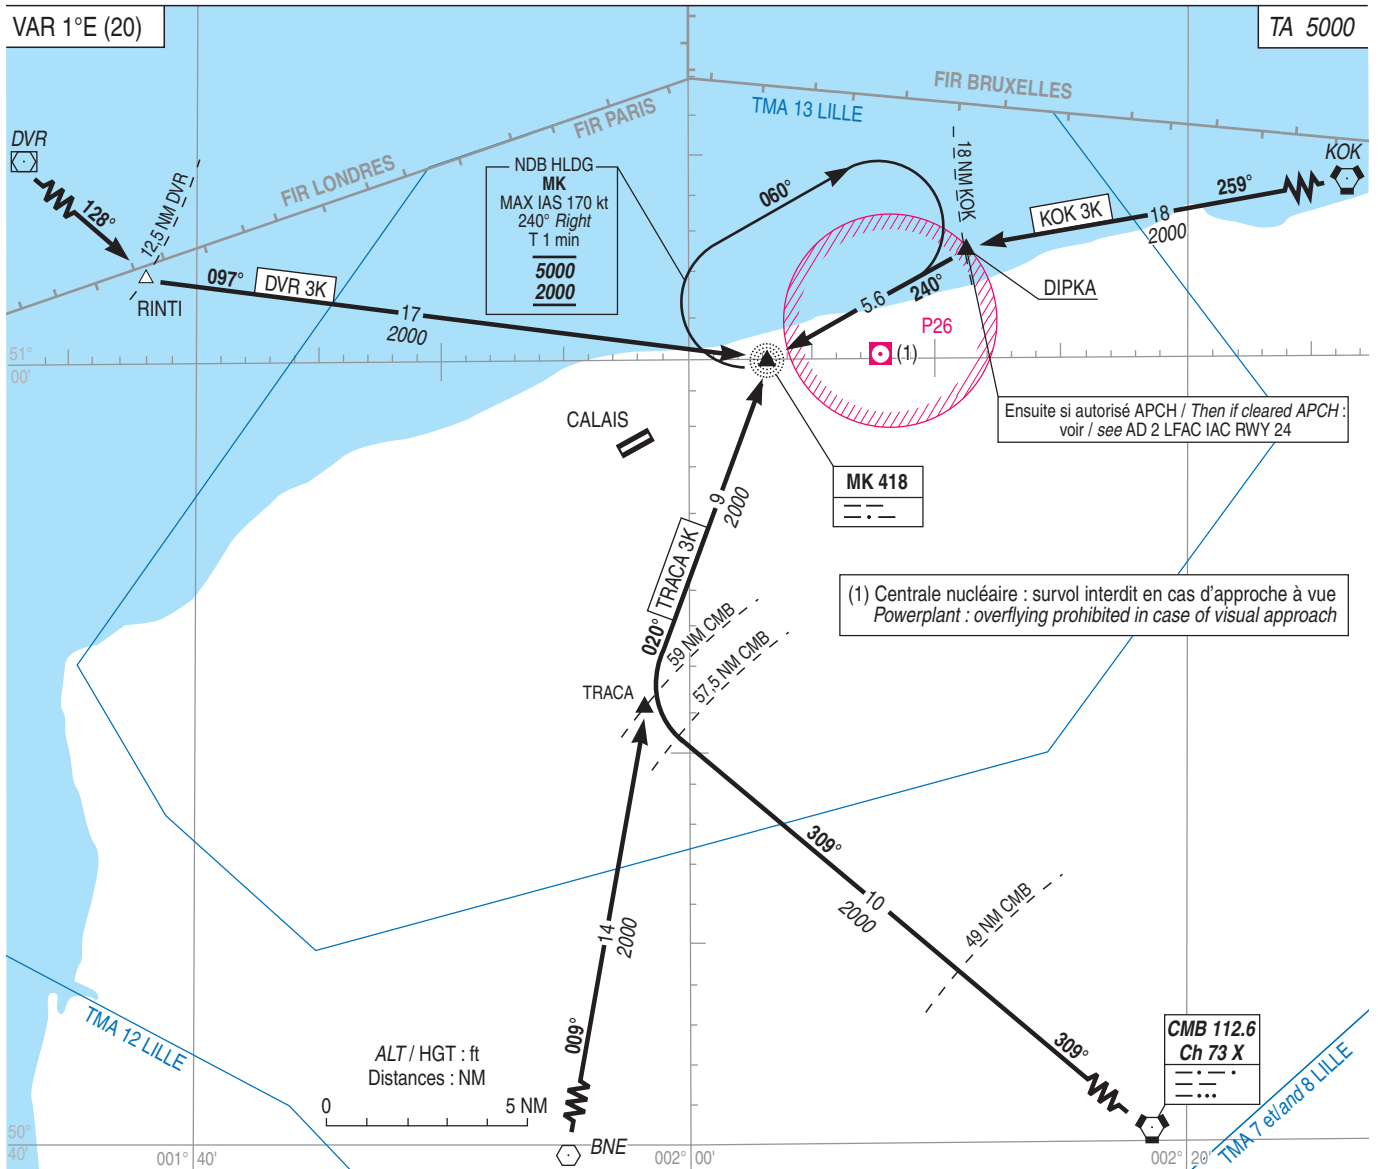 VAR 1°E (20)
TA 5000
FIR BRUXELLES
TMA 13 LILLE
FIR PARIS
FIR LONDRES
DVR
128°
12,5 NM DVR
RINTI
097°
DVR 3K
17
2000
NDB HLDG
MK
MAX IAS 170 kt
240° Right
T 1 min
5000
2000
060°
18 NM KOK
KOK
259°
KOK 3K
18
2000
DIPKA
240°
5.6
P26
(1)
51°
00'
Ensuite si autorisé APCH / Then if cleared APCH :
voir / see AD 2 LFAC IAC RWY 24
CALAIS
MK 418
9
2000
TRACA 3K
020°
(1) Centrale nucléaire : survol interdit en cas d'approche à vue
Powerplant : overflying prohibited in case of visual approach
59 NM CMB
57,5 NM CMB
TRACA
309°
10
2000
49 NM CMB
14
2000
009°
309°
TMA 12 LILLE
ALT / HGT : ft
Distances : NM
0
5 NM
CMB 112.6
Ch 73 X
TMA 7 et/and 8 LILLE
BNE
50°
40'
001° 40'
002° 00'
002° 20'